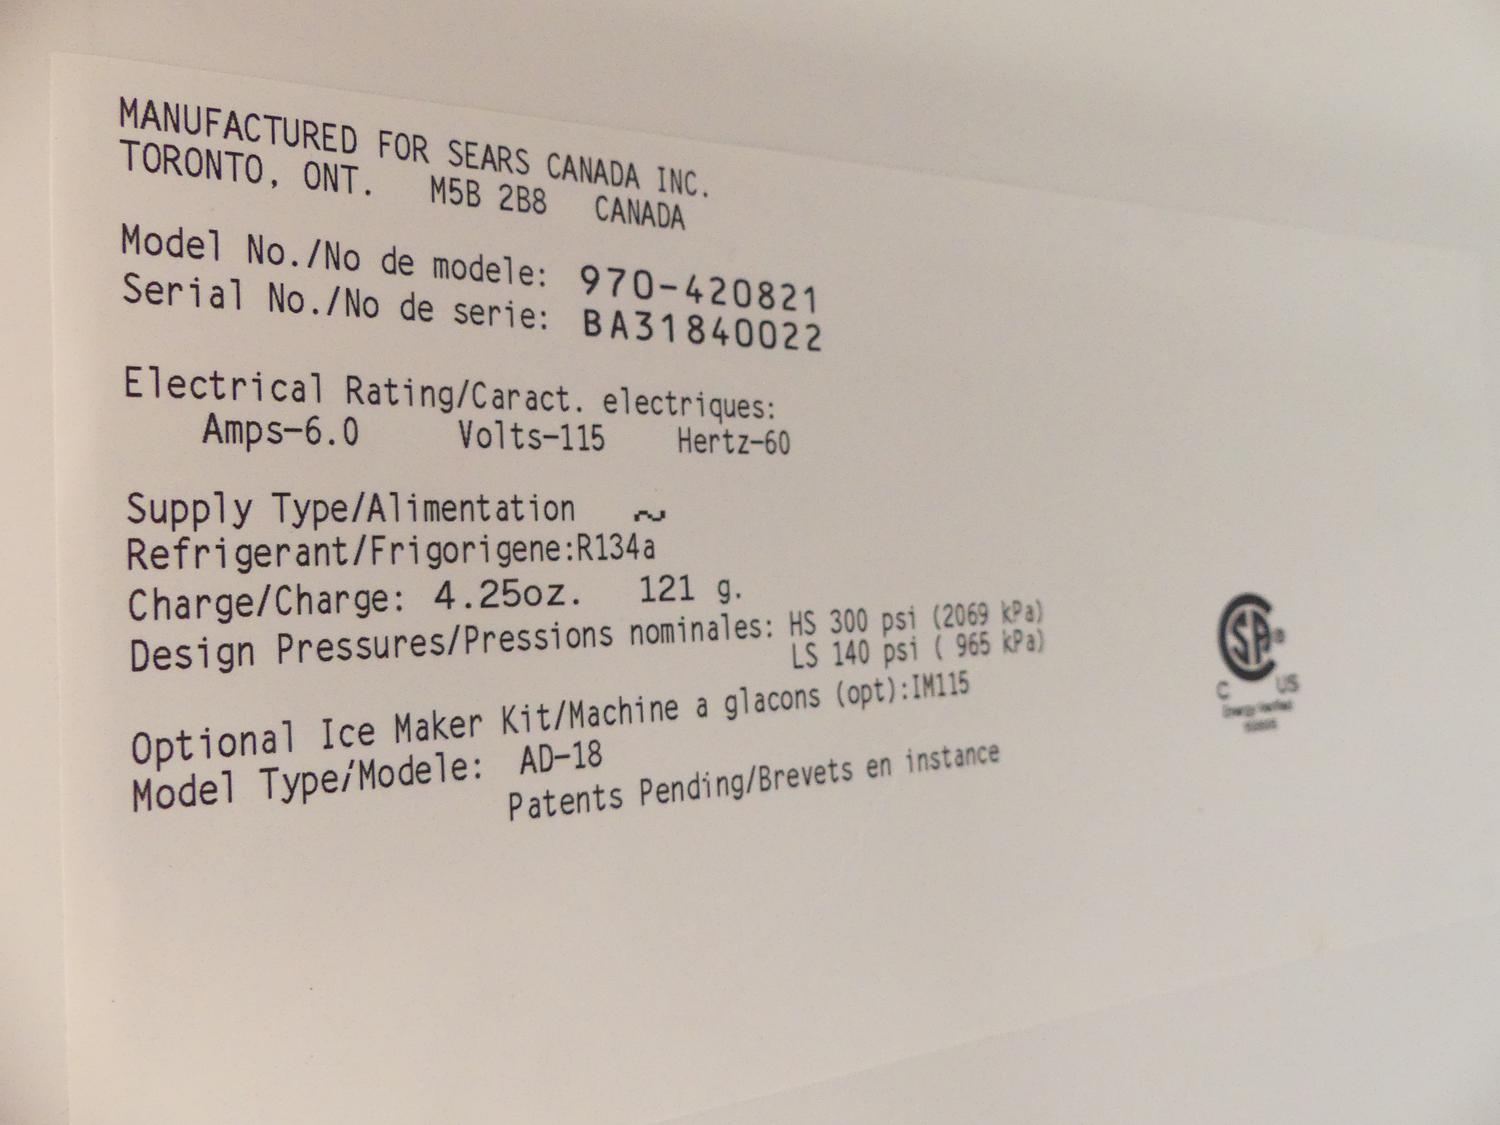 MANUFACTURED FOR SEARS CANADA INC.
TORONTO, ONT. M5B 2B8 CANADA
Model No./No de modele: 970-420821
Serial No./No de serie: BA31840022
Electrical Rating/Caract. electriques:
Amps-6.0 Volts-115 Hertz-60
Supply Type/Alimentation ~
Refrigerant/Frigorigene:R134a
Charge/Charge: 4.25oz. 121 g.
Design Pressures/Pressions nominales: HS 300 psi (2069 kPa)
LS 140 psi ( 965 kPa)
Optional Ice Maker Kit/Machine a glacons (opt):IM115
Model Type/Modele: AD-18
Patents Pending/Brevets en instance
SA®
C US
Energy Verified